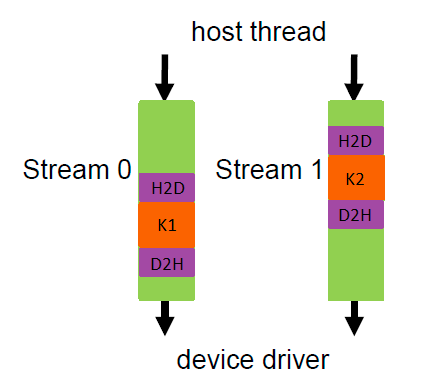 host thread
Stream 0
H2D
K1
D2H
Stream 1
H2D
K2
D2H
device driver